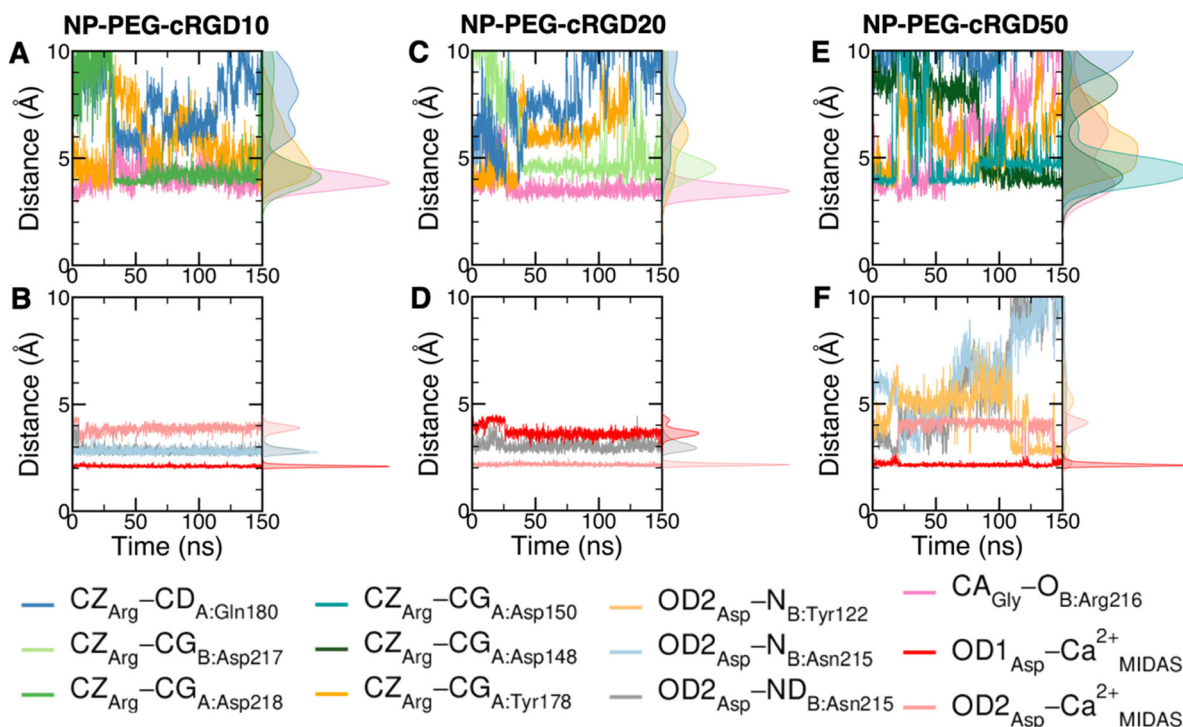 NP-PEG-cRGD10 NP-PEG-cRGD20 NP-PEG-cRGD50
A C E
Distance (Å) Distance (Å) Distance (Å)
10 10 10
5 5 5
0 0 0
0 50 100 150 0 50 100 150 0 50 100 150
B D F
Distance (Å) Distance (Å) Distance (Å)
10 10 10
5 5 5
0 0 0
0 50 100 150 0 50 100 150 0 50 100 150
Time (ns) Time (ns) Time (ns)
CZArg–CDA:Gln180
CZArg–CGB:Asp217
CZArg–CGA:Asp218
CZArg–CGA:Asp150
CZArg–CGA:Asp148
CZArg–CGA:Tyr178
OD2Asp–NB:Tyr122
OD2Asp–NB:Asn215
OD2Asp–NDB:Asn215
CAGly–OB:Arg216
OD1Asp–Ca2+MIDAS
OD2Asp–Ca2+MIDAS